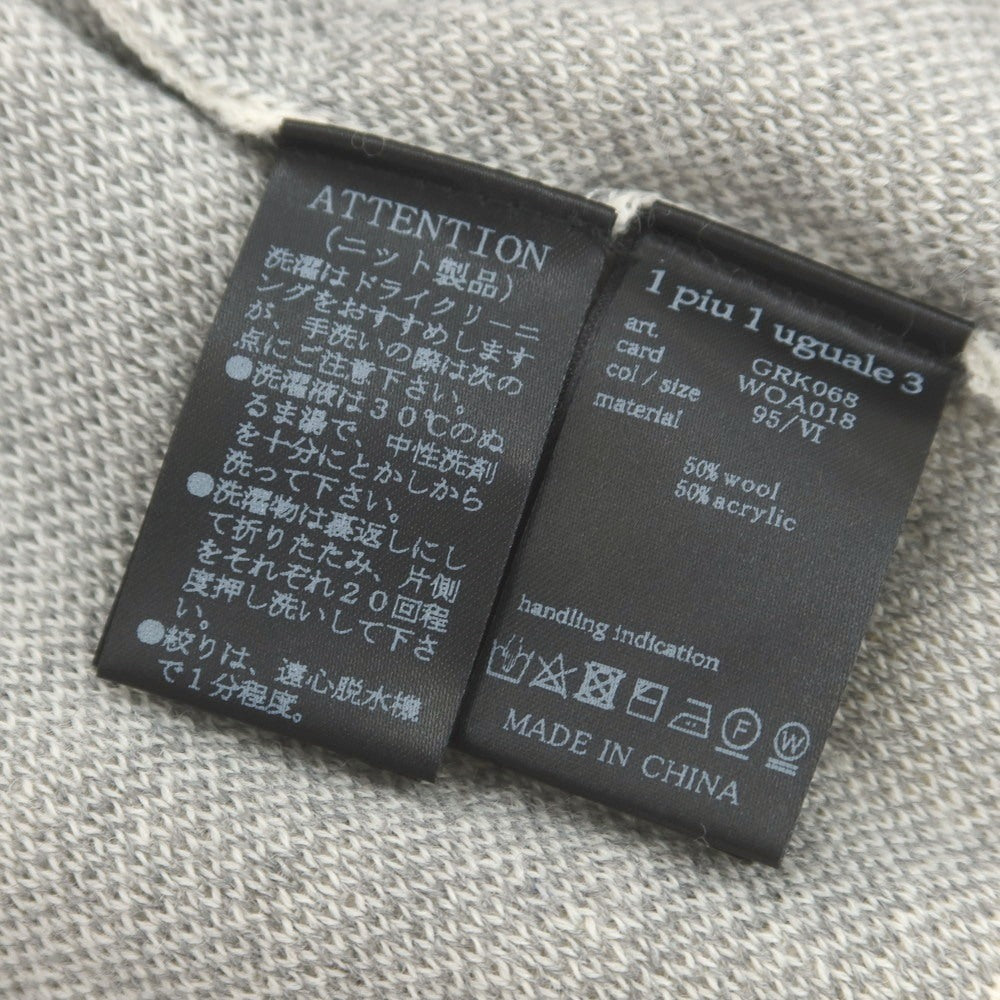 ATTENTION
(ニット製品)
洗濯はドライクリーニ
ングをおすすめします
が、手洗いの際は次の
点にご注意下さい。
●洗濯液は30℃のぬ
るま湯で、中性洗剤
を十分にとかしから
洗って下さい。
●洗濯物は裏返しにし
て折りたたみ、片側
をそれぞれ20回程
度押し洗いして下さ
い。
●絞りは、遠心脱水機
で1分程度。
1 piu 1 uguale 3
art. GRK068
card WOA018
col / size 95/VI
material
50% wool
50% acrylic
handling indication
F W
MADE IN CHINA